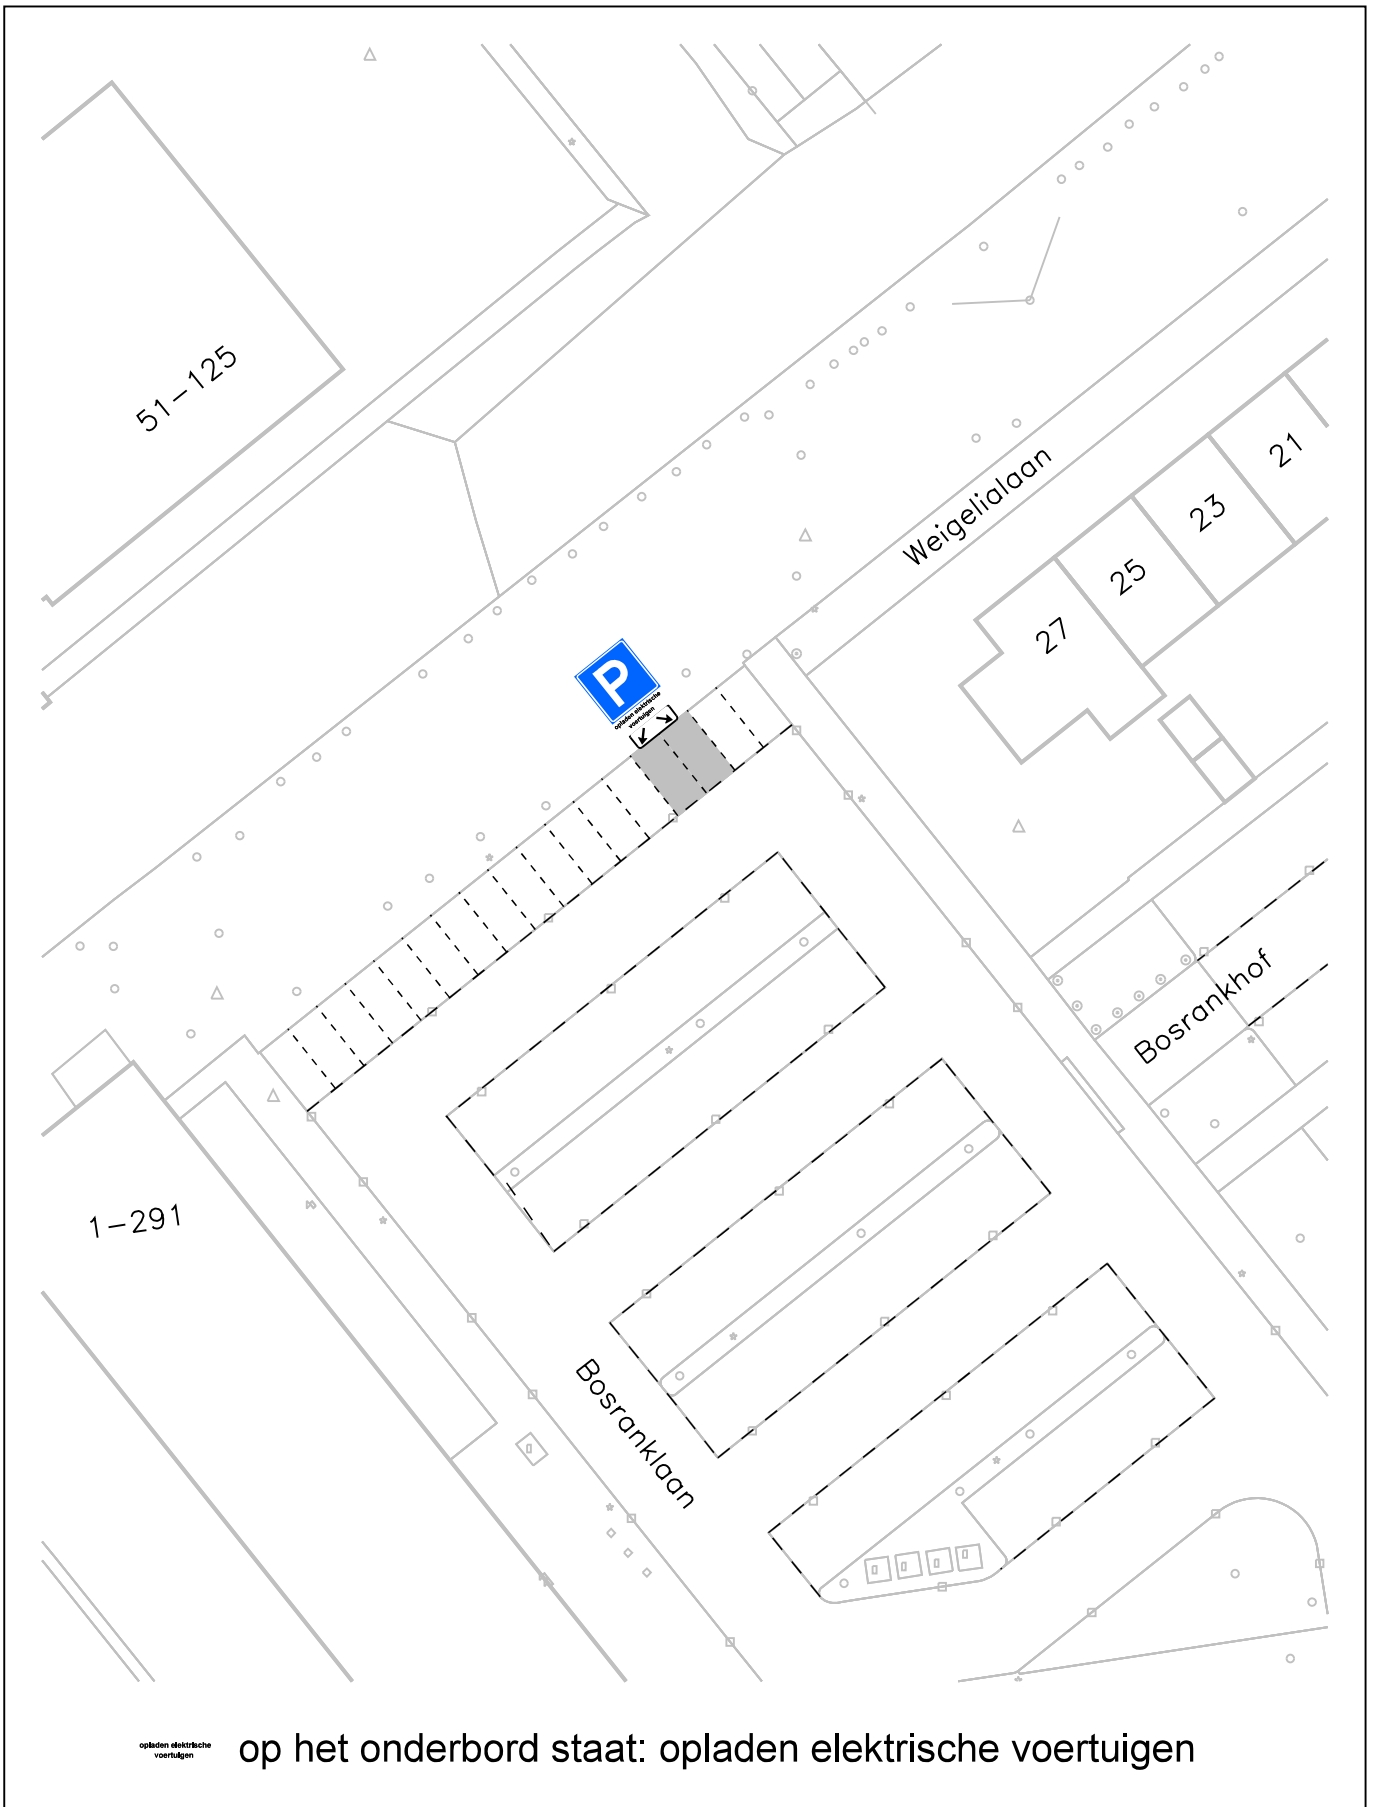 51-125
Weigelialaan
21
23
25
27
P
opladen elektrische
voertuigen
Bosrankhof
1-291
Bosranklaan
opladen elektrische
voertuigen
op het onderbord staat: opladen elektrische voertuigen